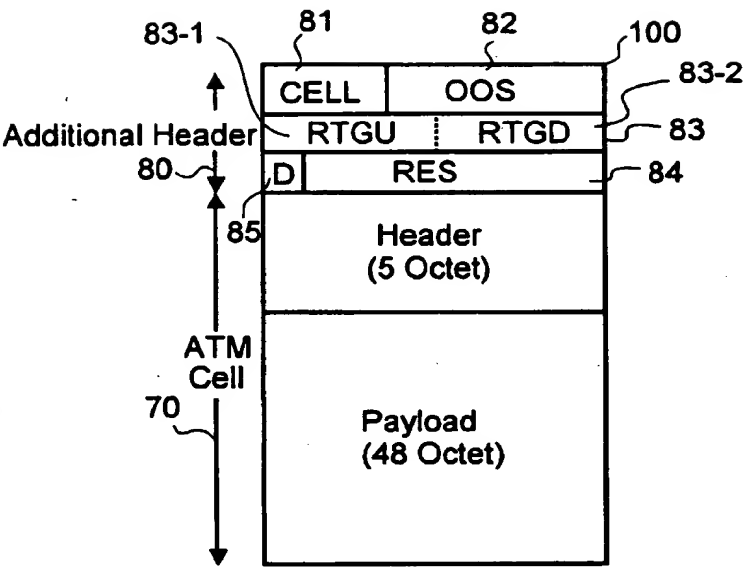 81
82
100
83-1
83-2
CELL
OOS
Additional Header
RTGU
RTGD
83
80
D
RES
84
85
Header
(5 Octet)
ATM
Cell
70
Payload
(48 Octet)